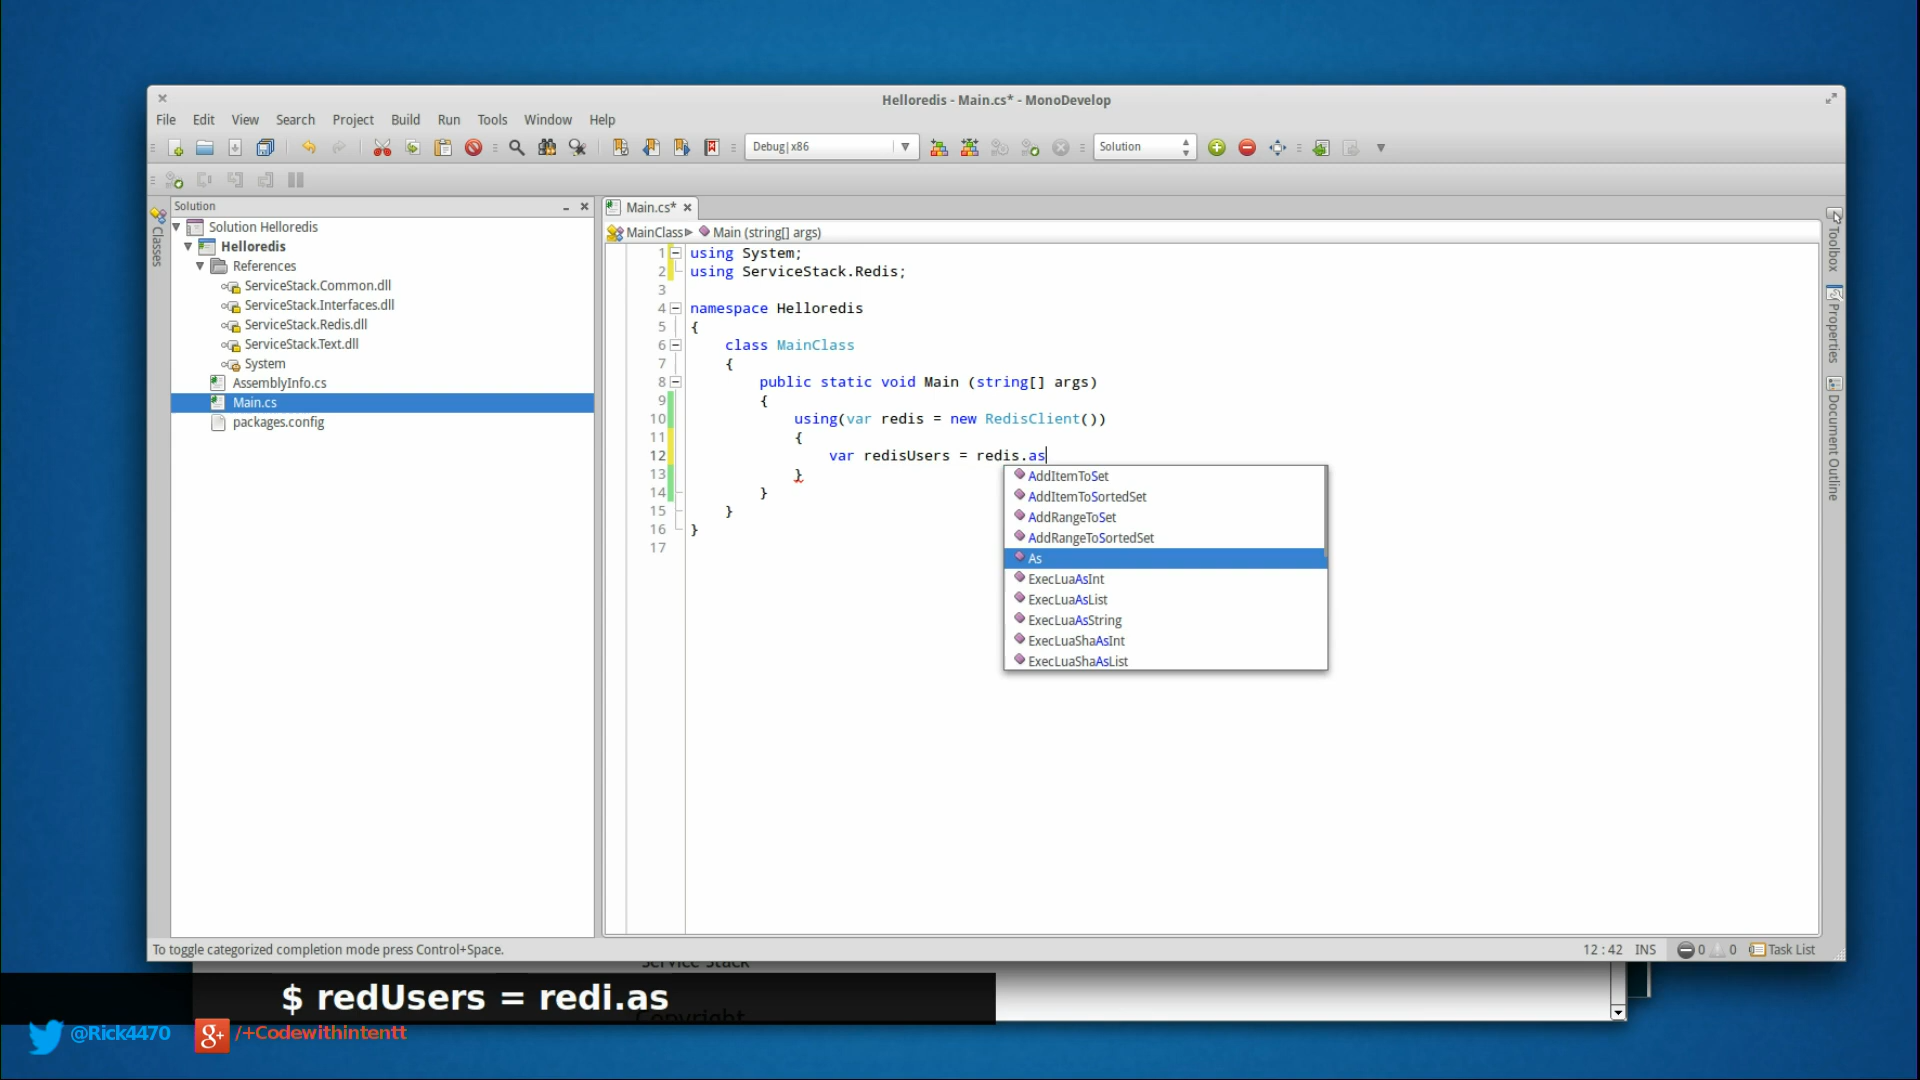 Helloredis - Main.cs* - MonoDevelop
File Edit View Search Project Build Run Tools Window Help
Debug|x86
Solution
Solution
Main.cs*
Classes
MainClass
Main (string[] args)
Solution Helloredis
Helloredis
References
ServiceStack.Common.dll
ServiceStack.Interfaces.dll
ServiceStack.Redis.dll
ServiceStack.Text.dll
System
AssemblyInfo.cs
Main.cs
packages.config
1 using System;
2 using ServiceStack.Redis;
3
4 namespace Helloredis
5 {
6 class MainClass
7 {
8 public static void Main (string[] args)
9 {
10 using(var redis = new RedisClient())
11 {
12 var redisUsers = redis.as
13 }
14 }
15 }
16 }
17
AddItemToSet
AddItemToSortedSet
AddRangeToSet
AddRangeToSortedSet
As
ExecLuaAsInt
ExecLuaAsList
ExecLuaAsString
ExecLuaShaAsInt
ExecLuaShaAsList
Toolbox
Properties
Document Outline
To toggle categorized completion mode press Control+Space.
12 : 42 INS 0 0 Task List
Service Stack
$ redUsers = redi.as
Copyright
@Rick4470
g+ /+Codewithintentt